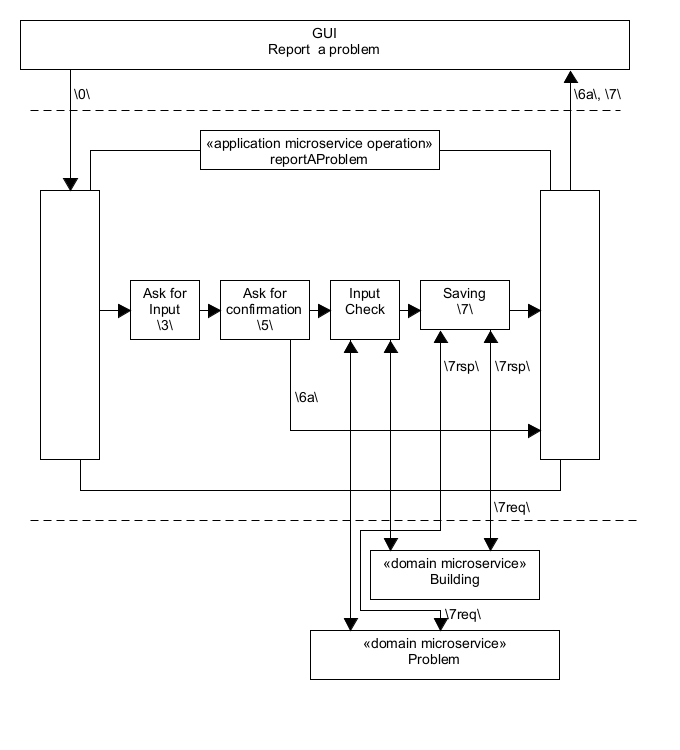 GUI
Report  a problem
\0\
\6a\, \7\
«application microservice operation»
reportAProblem
Ask for
Input
\3\
Ask for
confirmation
\5\
Input
Check
Saving
\7\
\7rsp\
\7rsp\
\6a\
\7req\
«domain microservice»
Building
\7req\
«domain microservice»
Problem